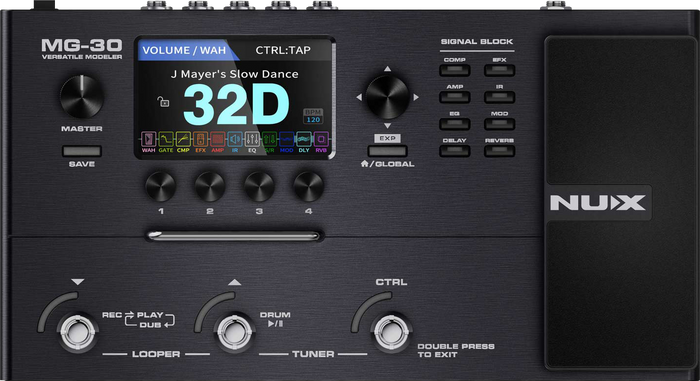 MG-30
VERSATILE MODELER
MASTER
SAVE
VOLUME / WAH CTRL:TAP
J Mayer's Slow Dance
32D
BPM
120
WAH GATE CMP EFX AMP IR EQ MOD DLY RVB
1 2 3 4
EXP
/GLOBAL
SIGNAL BLOCK
COMP EFX
AMP IR
EQ MOD
DELAY REVERB
NUX
REC PLAY
DUB
LOOPER
DRUM
TUNER
CTRL
DOUBLE PRESS
TO EXIT